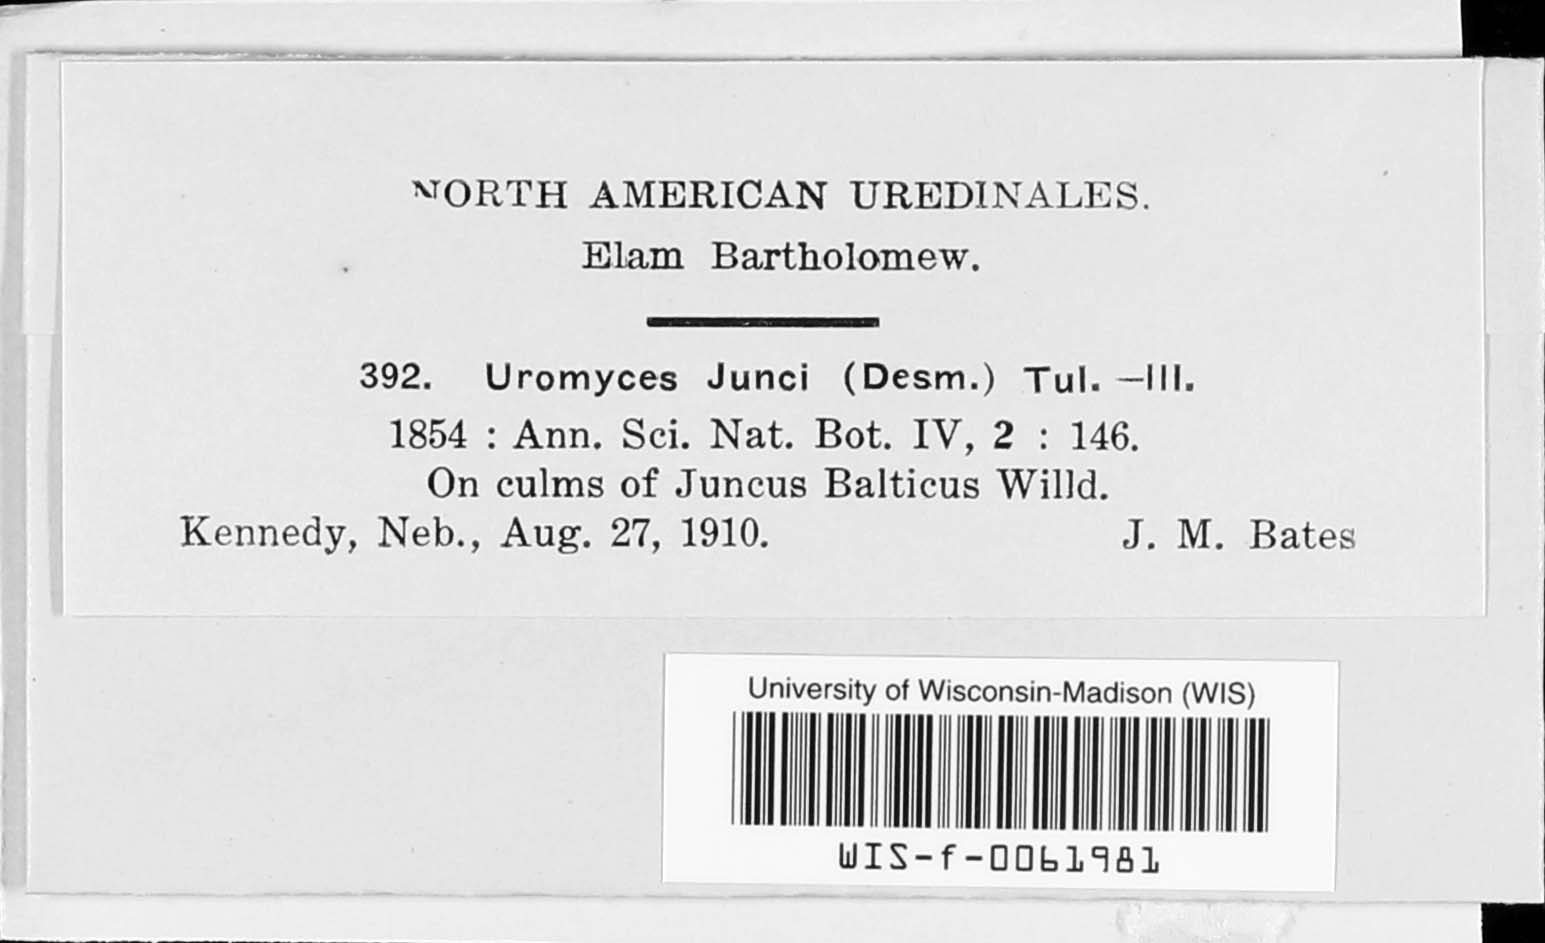 NORTH AMERICAN UREDINALES.
Elam Bartholomew.
392. Uromyces Junci (Desm.) Tul. —III.
1854 : Ann. Sci. Nat. Bot. IV, 2 : 146.
On culms of Juncus Balticus Willd.
Kennedy, Neb., Aug. 27, 1910. J. M. Bates
University of Wisconsin-Madison (WIS)
WIS-f-0061981